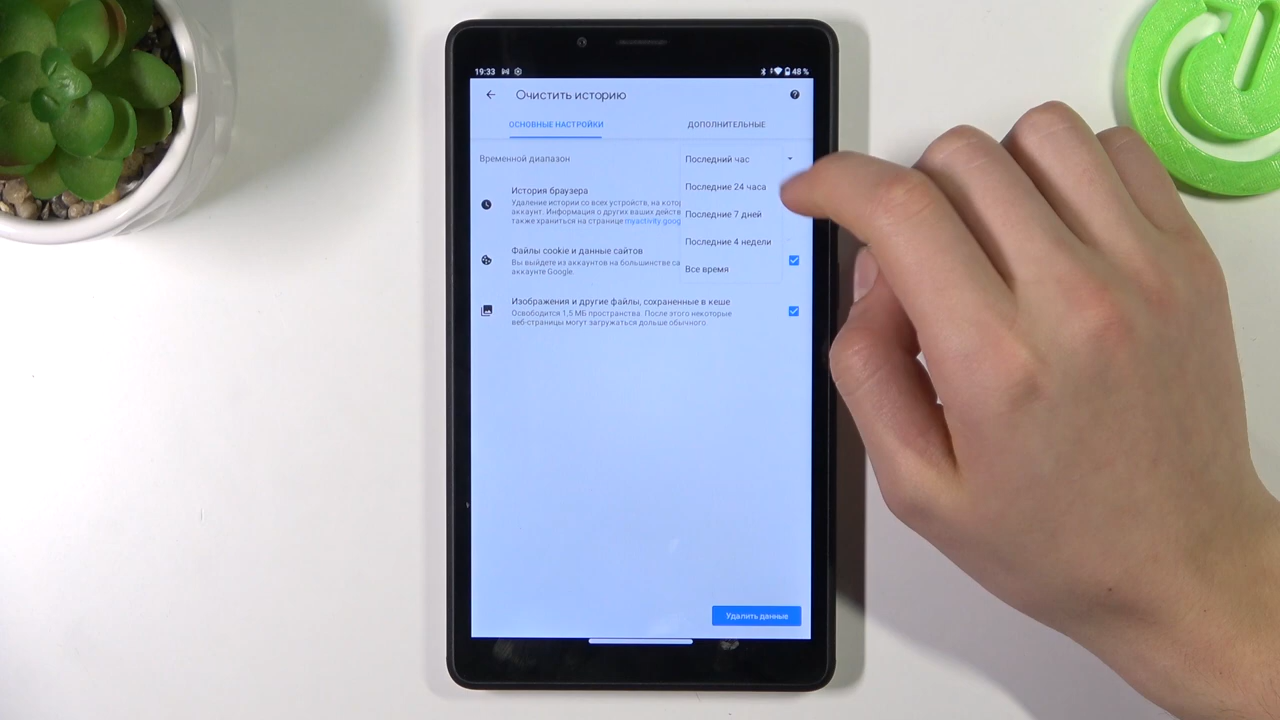 19:33
48 %
Очистить историю
ОСНОВНЫЕ НАСТРОЙКИ
ДОПОЛНИТЕЛЬНЫЕ
Временной диапазон
Последний час
Последние 24 часа
Последние 7 дней
Последние 4 недели
Все время
История браузера
Удаление истории со всех устройств, на кото
аккаунт. Информация о других ваших действ
также храниться на странице myactivity.goog
Файлы cookie и данные сайтов
Вы выйдете из аккаунтов на большинстве са
аккаунте Google.
Изображения и другие файлы, сохраненные в кеше
Освободится 1,5 МБ пространства. После этого некоторые
веб-страницы могут загружаться дольше обычного.
Удалить данные